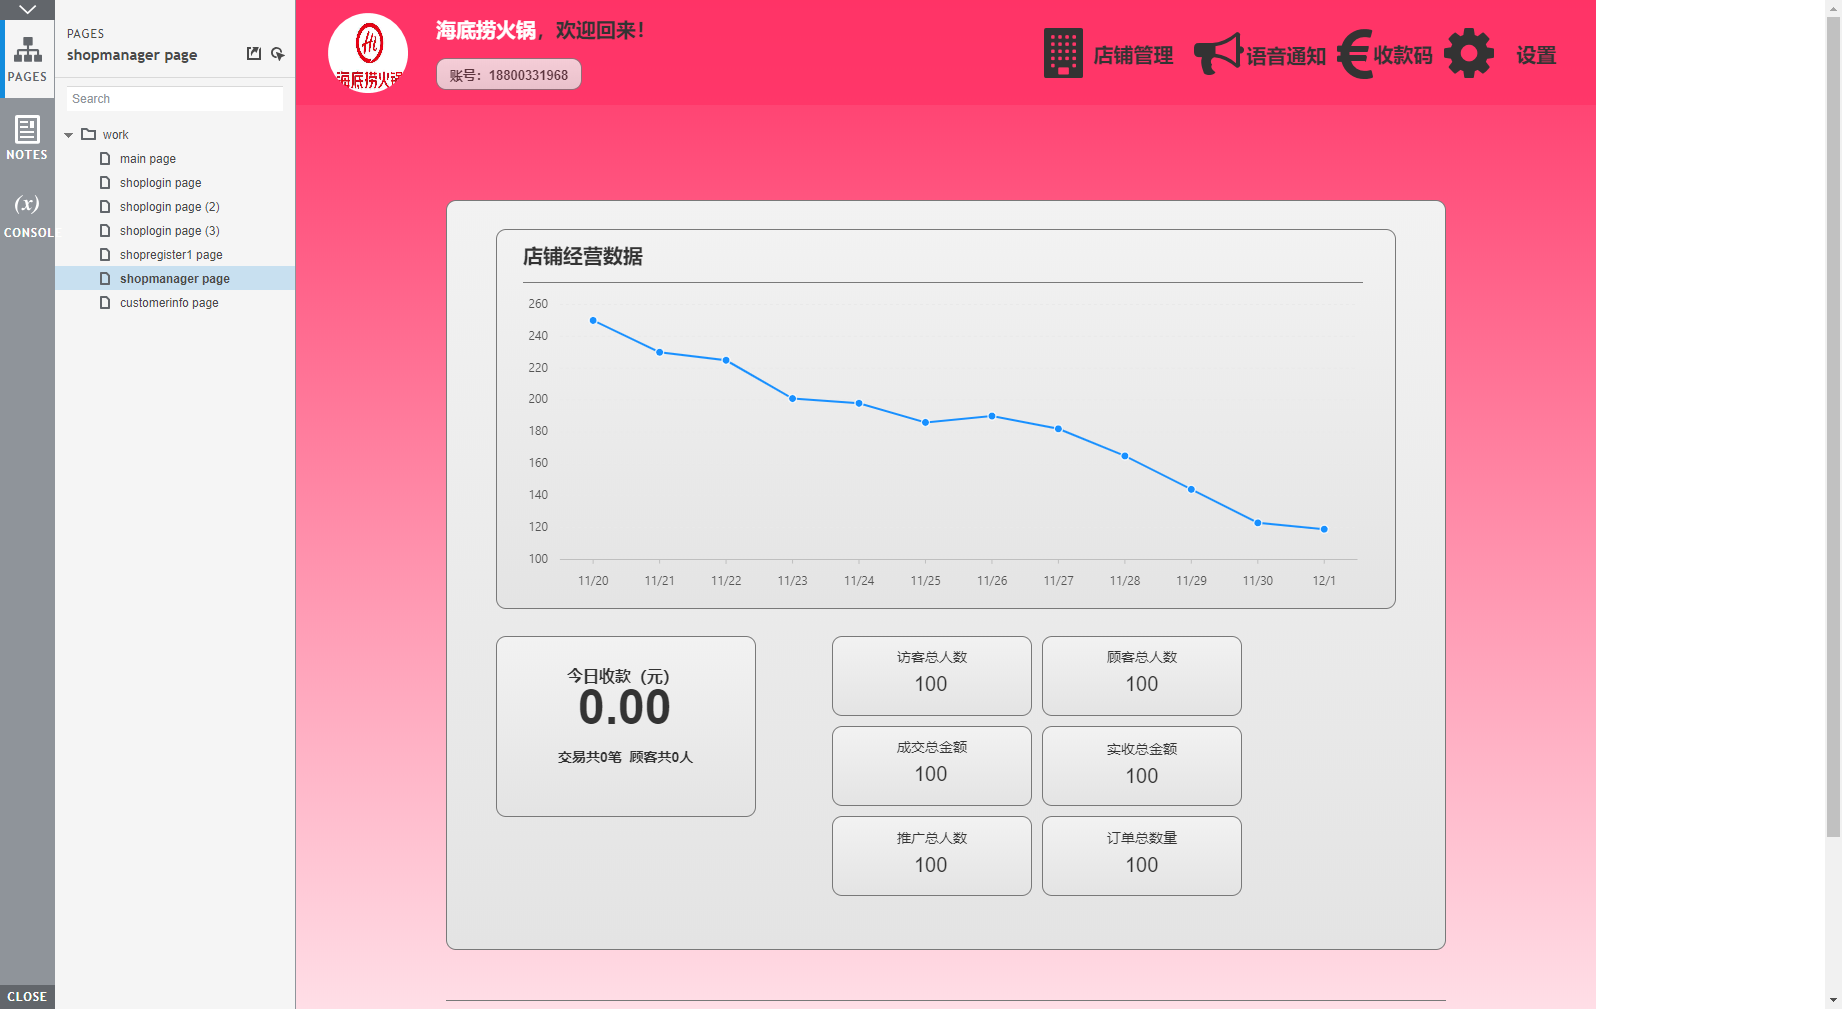 PAGES
shopmanager page
PAGES
Search
NOTES
(x)
CONSOLE
work
main page
shoplogin page
shoplogin page (2)
shoplogin page (3)
shopregister1 page
shopmanager page
customerinfo page
CLOSE
海底捞火锅
海底捞火锅，欢迎回来！
账号：18800331968
店铺管理
语音通知
收款码
设置
店铺经营数据
260
240
220
200
180
160
140
120
100
11/20 11/21 11/22 11/23 11/24 11/25 11/26 11/27 11/28 11/29 11/30 12/1
今日收款（元）
0.00
交易共0笔 顾客共0人
访客总人数
100
顾客总人数
100
成交总金额
100
实收总金额
100
推广总人数
100
订单总数量
100